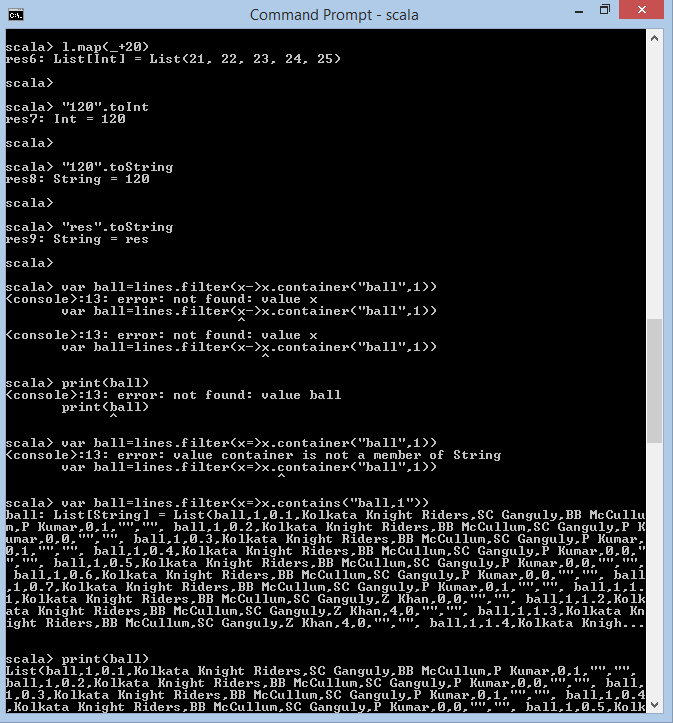 Command Prompt - scala
scala> l.map(_+20)
res6: List[Int] = List(21, 22, 23, 24, 25)
scala>
scala> "120".toInt
res7: Int = 120
scala>
scala> "120".toString
res8: String = 120
scala>
scala> "res".toString
res9: String = res
scala>
scala> var ball=lines.filter(x->x.container("ball",1))
<console>:13: error: not found: value x
var ball=lines.filter(x->x.container("ball",1))
^
<console>:13: error: not found: value x
var ball=lines.filter(x->x.container("ball",1))
^
scala> print(ball)
<console>:13: error: not found: value ball
print(ball)
^
scala> var ball=lines.filter(x=>x.container("ball",1))
<console>:13: error: value container is not a member of String
var ball=lines.filter(x=>x.container("ball",1))
^
scala> var ball=lines.filter(x=>x.contains("ball,1"))
ball: List[String] = List(ball,1,0.1,Kolkata Knight Riders,SC Ganguly,BB McCullu
m,P Kumar,0,1,"","", ball,1,0.2,Kolkata Knight Riders,BB McCullum,SC Ganguly,P K
umar,0,0,"","", ball,1,0.3,Kolkata Knight Riders,BB McCullum,SC Ganguly,P Kumar,
0,1,"","", ball,1,0.4,Kolkata Knight Riders,BB McCullum,SC Ganguly,P Kumar,0,0,"
","", ball,1,0.5,Kolkata Knight Riders,BB McCullum,SC Ganguly,P Kumar,0,0,"","",
ball,1,0.6,Kolkata Knight Riders,BB McCullum,SC Ganguly,P Kumar,0,0,"","", ball
,1,0.7,Kolkata Knight Riders,BB McCullum,SC Ganguly,P Kumar,0,1,"","", ball,1,1.
1,Kolkata Knight Riders,BB McCullum,SC Ganguly,Z Khan,0,0,"","", ball,1,1.2,Kolk
ata Knight Riders,BB McCullum,SC Ganguly,Z Khan,4,0,"","", ball,1,1.3,Kolkata Kn
ight Riders,BB McCullum,SC Ganguly,Z Khan,4,0,"","", ball,1,1.4,Kolkata Knigh...
scala> print(ball)
List(ball,1,0.1,Kolkata Knight Riders,SC Ganguly,BB McCullum,P Kumar,0,1,"","",
ball,1,0.2,Kolkata Knight Riders,BB McCullum,SC Ganguly,P Kumar,0,0,"","", ball,
1,0.3,Kolkata Knight Riders,BB McCullum,SC Ganguly,P Kumar,0,1,"","", ball,1,0.4
,Kolkata Knight Riders,BB McCullum,SC Ganguly,P Kumar,0,0,"","", ball,1,0.5,Kolk